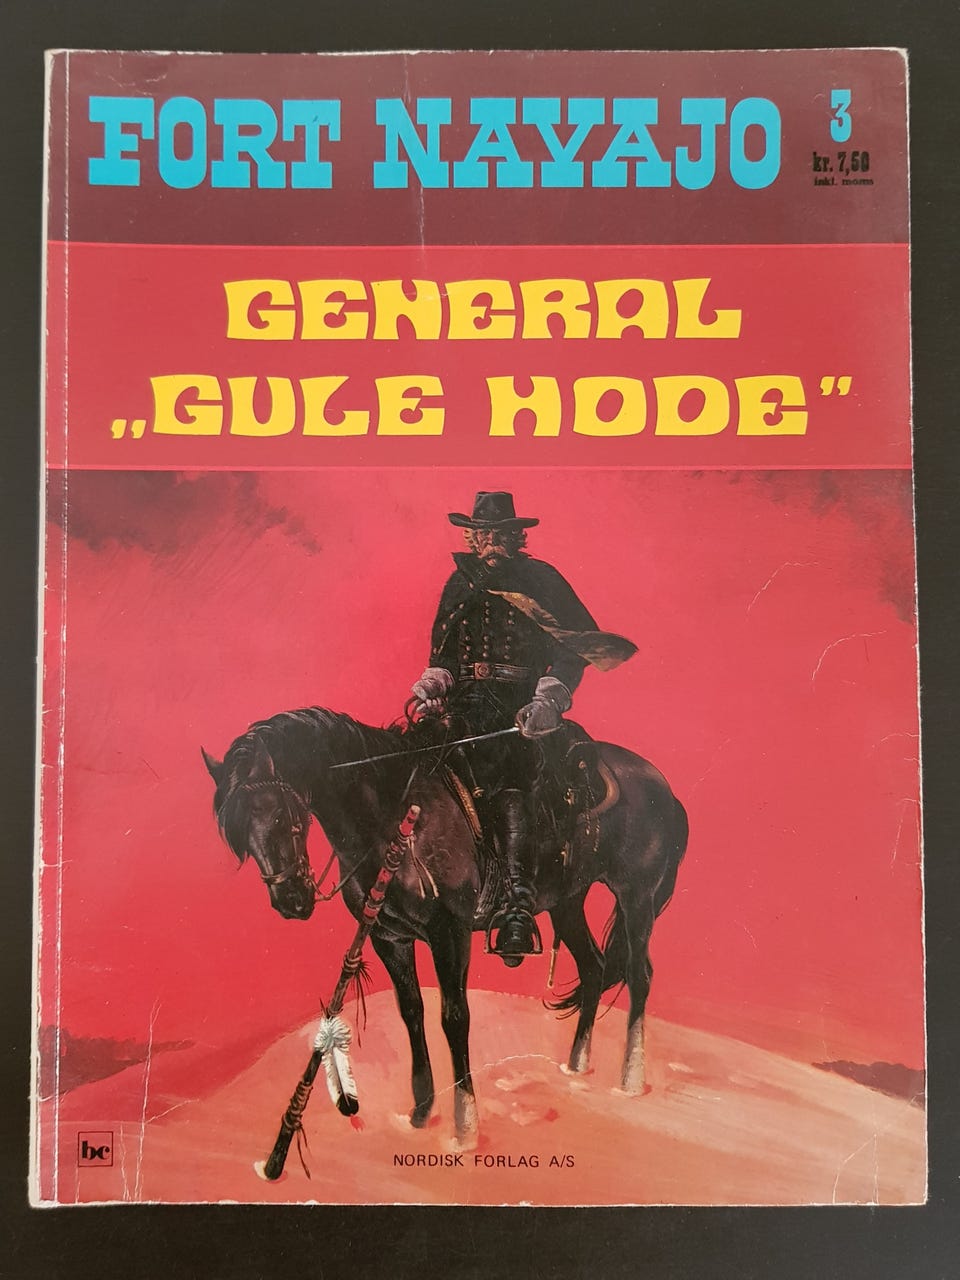 FORT NAVAJO
3
kr. 7,50
inkl. moms
GENERAL
„GULE HODE”
bc
NORDISK FORLAG A/S